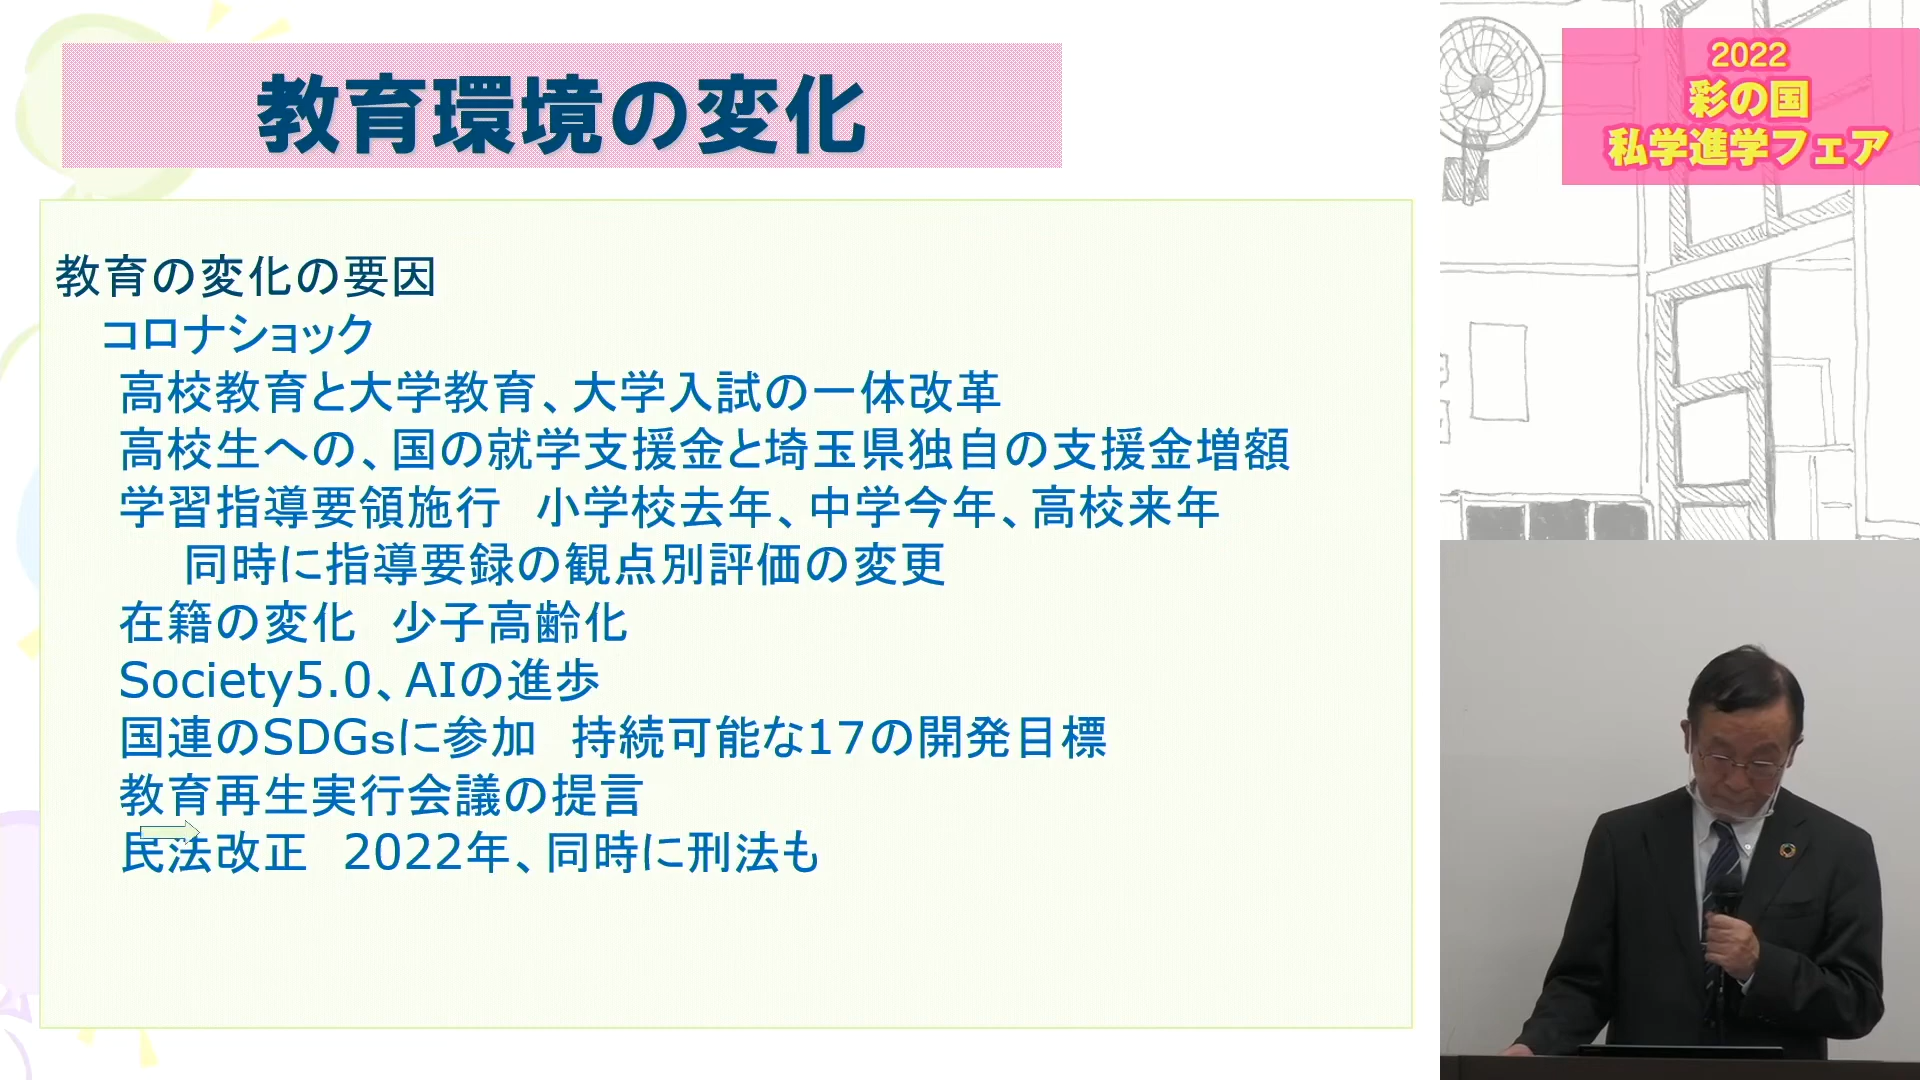 教育環境の変化
2022
彩の国
私学進学フェア
教育の変化の要因
コロナショック
高校教育と大学教育、大学入試の一体改革
高校生への、国の就学支援金と埼玉県独自の支援金増額
学習指導要領施行　小学校去年、中学今年、高校来年
同時に指導要録の観点別評価の変更
在籍の変化　少子高齢化
Society5.0、AIの進歩
国連のSDGsに参加　持続可能な17の開発目標
教育再生実行会議の提言
民法改正　2022年、同時に刑法も